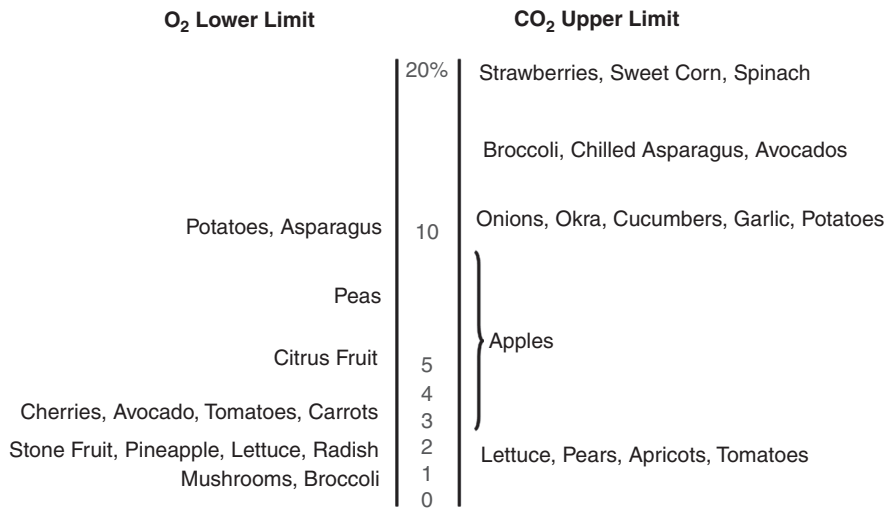 O₂ Lower Limit
CO₂ Upper Limit
20%
Strawberries, Sweet Corn, Spinach
Broccoli, Chilled Asparagus, Avocados
Potatoes, Asparagus
10
Onions, Okra, Cucumbers, Garlic, Potatoes
Peas
Apples
Citrus Fruit
5
4
Cherries, Avocado, Tomatoes, Carrots
3
Stone Fruit, Pineapple, Lettuce, Radish
2
Lettuce, Pears, Apricots, Tomatoes
Mushrooms, Broccoli
1
0